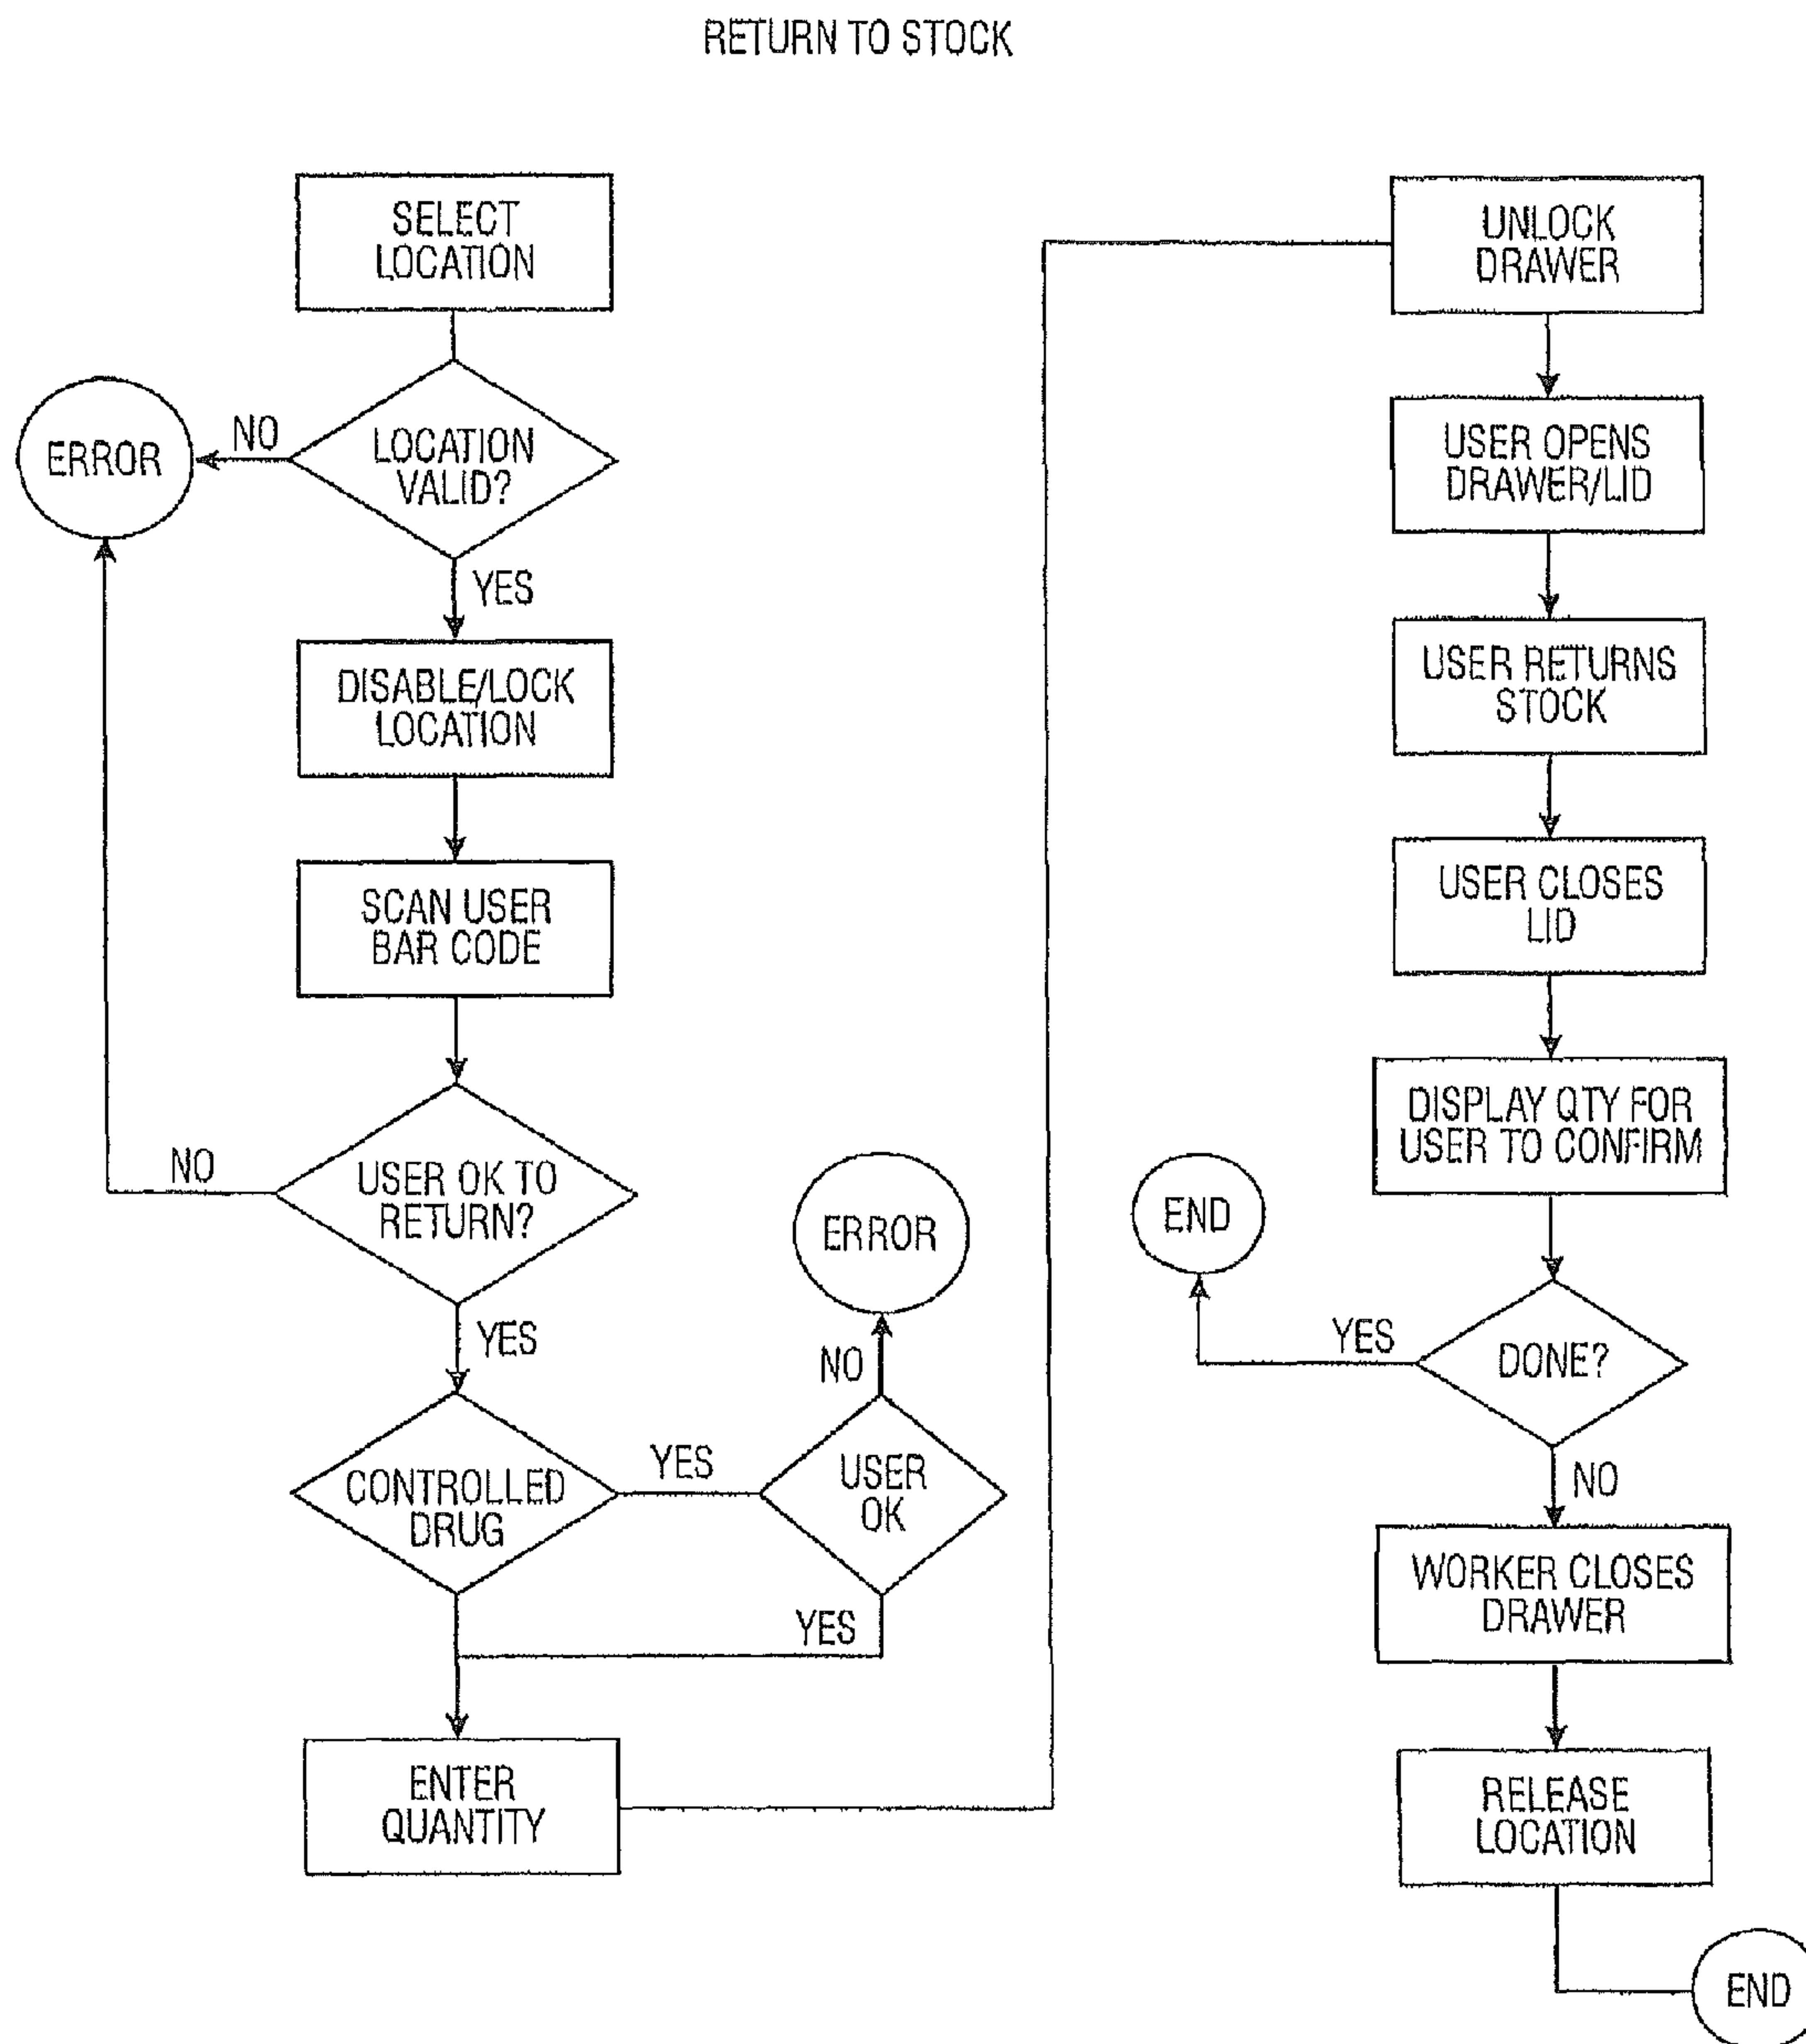 RETURN TO STOCK
SELECT
LOCATION
LOCATION
VALID?
NO
ERROR
YES
DISABLE/LOCK
LOCATION
SCAN USER
BAR CODE
USER OK TO
RETURN?
NO
YES
CONTROLLED
DRUG
YES
USER
OK
NO
ERROR
YES
ENTER
QUANTITY
UNLOCK
DRAWER
USER OPENS
DRAWER/LID
USER RETURNS
STOCK
USER CLOSES
LID
DISPLAY QTY FOR
USER TO CONFIRM
DONE?
YES
END
NO
WORKER CLOSES
DRAWER
RELEASE
LOCATION
END